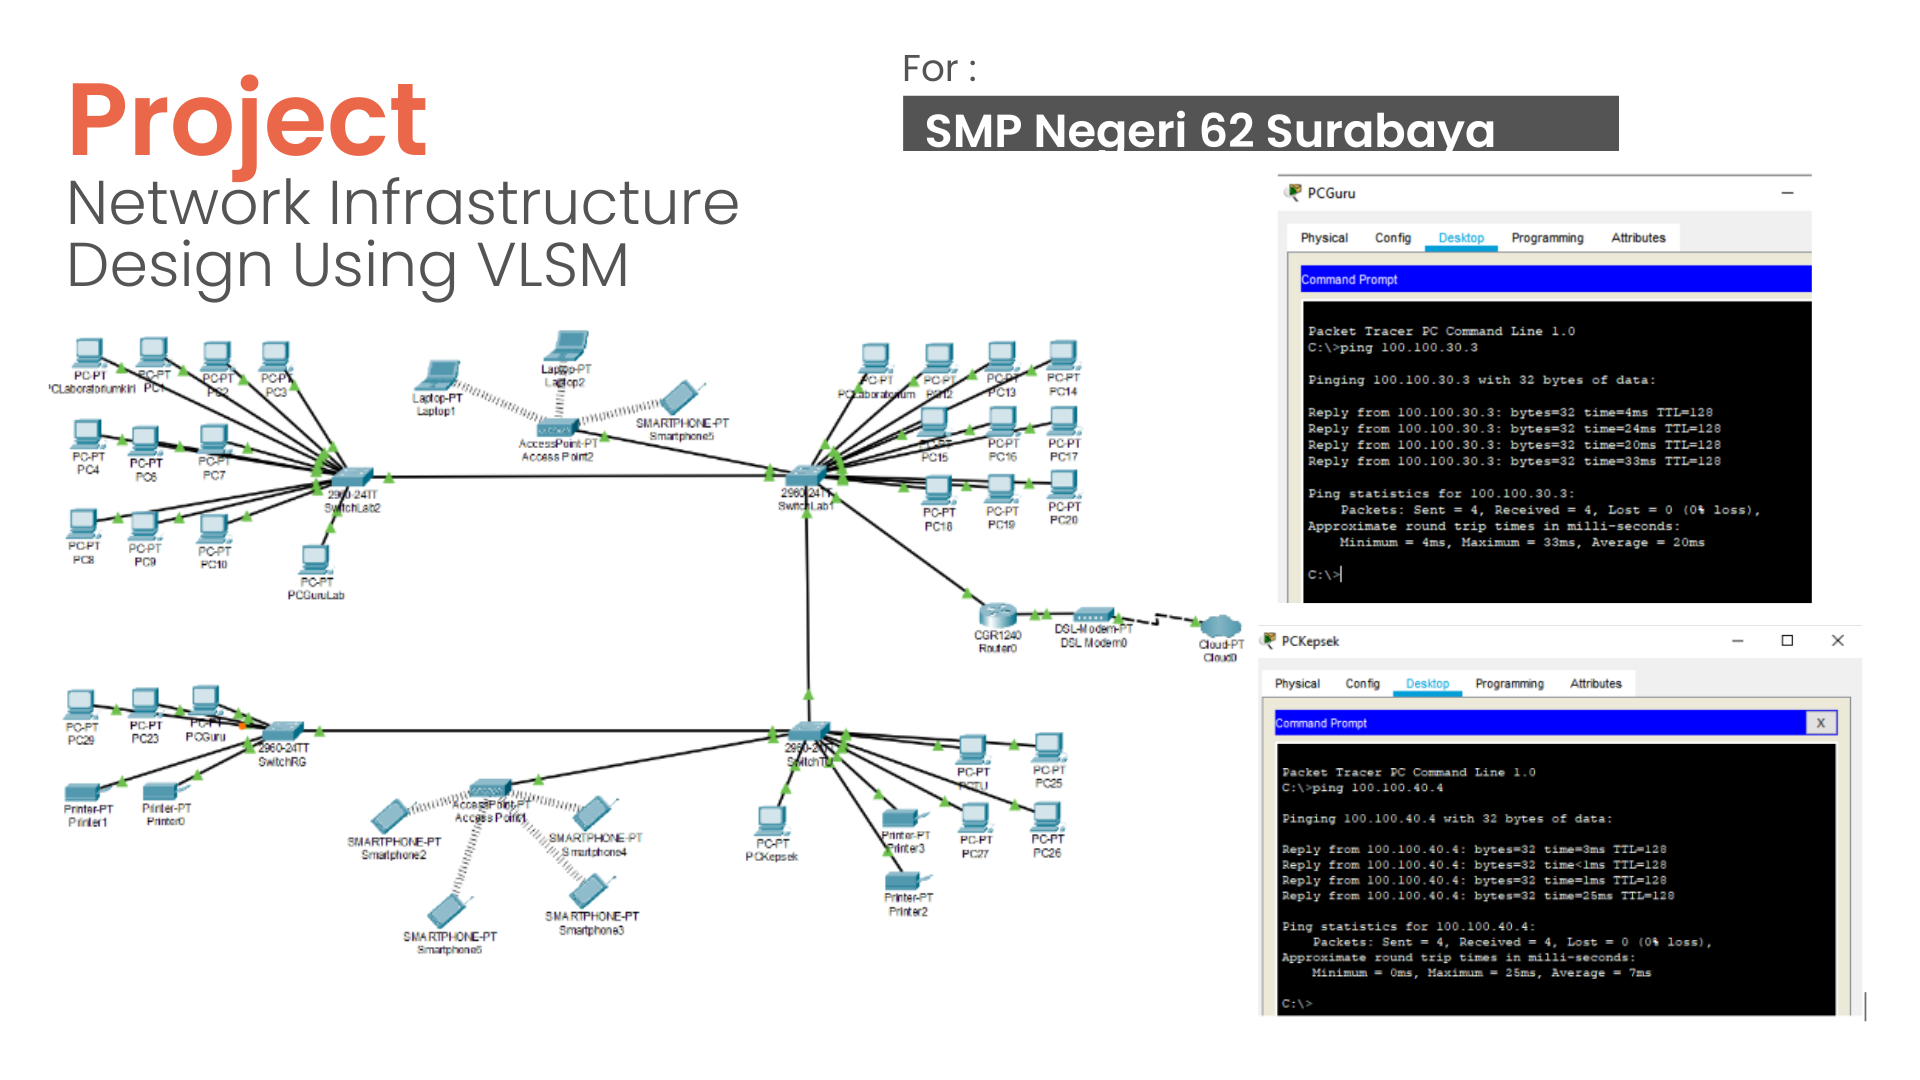 Project
Network Infrastructure
Design Using VLSM
For :
SMP Negeri 62 Surabaya
PC-PT
PC-PT
PC1
PC-PT
PC2
PC-PT
PC3
PC-PT
PC4
PC-PT
PC6
PC-PT
PC7
PC-PT
PC8
PC-PT
PC9
PC-PT
PC10
2960-24TT
SwitchLab2
PC-PT
PCGuruLab
Laptop-PT
Laptop1
Laptop-PT
Laptop2
SMARTPHONE-PT
Smartphone5
AccessPoint-PT
Access Point2
PC-PT
PC-PT
PC12
PC-PT
PC13
PC-PT
PC14
PC-PT
PC15
PC-PT
PC16
PC-PT
PC17
PC-PT
PC18
PC-PT
PC19
PC-PT
PC20
2960-24TT
SwitchLab1
CGR1240
Router0
DSL-Modem-PT
DSL Modem0
Cloud-PT
Cloud0
PC-PT
PC29
PC-PT
PC23
PC-PT
PCGuru
2960-24TT
SwitchRG
Printer-PT
Printer1
Printer-PT
Printer0
AccessPoint-PT
Access Point1
SMARTPHONE-PT
Smartphone2
SMARTPHONE-PT
Smartphone4
SMARTPHONE-PT
Smartphone6
SMARTPHONE-PT
Smartphone3
PC-PT
PCKepsek
PC-PT
PCTU
PC-PT
PC25
PC-PT
PC27
PC-PT
PC26
Printer-PT
Printer3
Printer-PT
Printer2
PCGuru
Physical Config Desktop Programming Attributes
Command Prompt
Packet Tracer PC Command Line 1.0
C:\>ping 100.100.30.3
Pinging 100.100.30.3 with 32 bytes of data:
Reply from 100.100.30.3: bytes=32 time=4ms TTL=128
Reply from 100.100.30.3: bytes=32 time=24ms TTL=128
Reply from 100.100.30.3: bytes=32 time=20ms TTL=128
Reply from 100.100.30.3: bytes=32 time=33ms TTL=128
Ping statistics for 100.100.30.3:
Packets: Sent = 4, Received = 4, Lost = 0 (0% loss),
Approximate round trip times in milli-seconds:
Minimum = 4ms, Maximum = 33ms, Average = 20ms
C:\>
PCKepsek
Physical Config Desktop Programming Attributes
Command Prompt X
Packet Tracer PC Command Line 1.0
C:\>ping 100.100.40.4
Pinging 100.100.40.4 with 32 bytes of data:
Reply from 100.100.40.4: bytes=32 time=3ms TTL=128
Reply from 100.100.40.4: bytes=32 time<1ms TTL=128
Reply from 100.100.40.4: bytes=32 time=1ms TTL=128
Reply from 100.100.40.4: bytes=32 time=25ms TTL=128
Ping statistics for 100.100.40.4:
Packets: Sent = 4, Received = 4, Lost = 0 (0% loss),
Approximate round trip times in milli-seconds:
Minimum = 0ms, Maximum = 25ms, Average = 7ms
C:\>